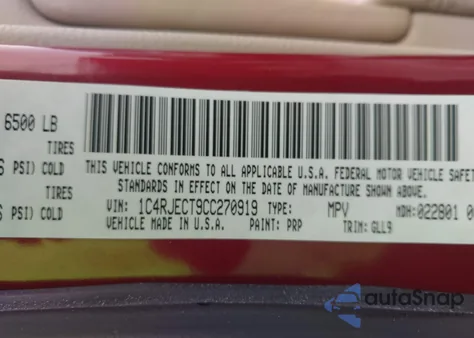 6500 LB
THIS VEHICLE CONFORMS TO ALL APPLICABLE U.S.A. FEDERAL MOTOR VEHICLE SAFET
TIRES
STANDARDS IN EFFECT ON THE DATE OF MANUFACTURE SHOWN ABOVE.
PSI) COLD
VIN: 1C4RJECT9CC270919 TYPE: MPV MDH:022801
TIRES
VEHICLE MADE IN U.S.A. PAINT: PRP TRIM: GLL9
PSI) COLD
autaSnap